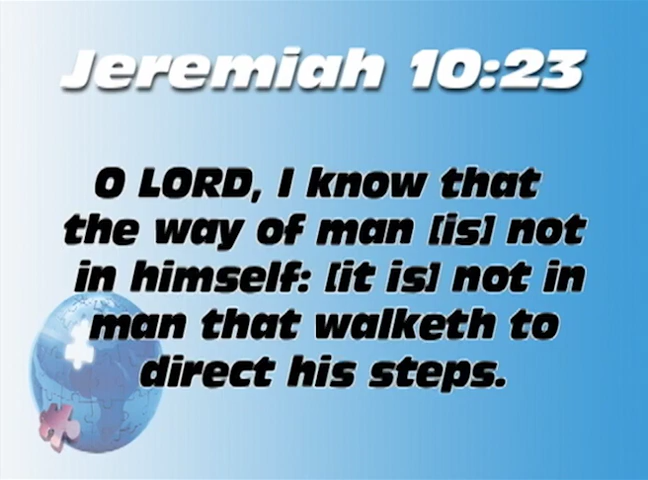 Jeremiah 10:23
O LORD, I know that
the way of man [is] not
in himself: [it is] not in
man that walketh to
direct his steps.